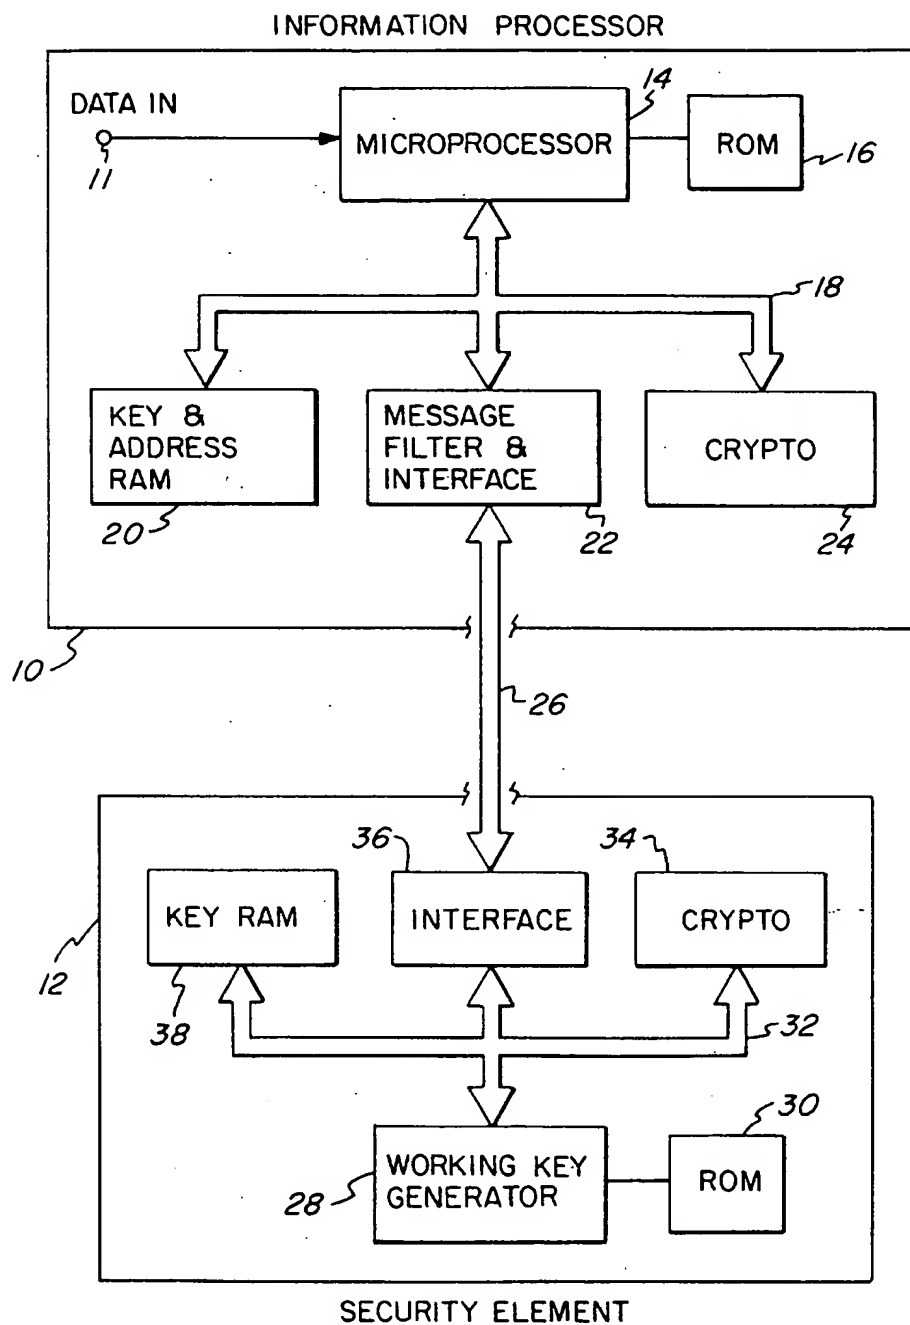 INFORMATION PROCESSOR
DATA IN
11
MICROPROCESSOR
14
ROM
16
18
KEY &
ADDRESS
RAM
20
MESSAGE
FILTER &
INTERFACE
22
CRYPTO
24
10
26
12
KEY RAM
38
36
INTERFACE
34
CRYPTO
32
28
WORKING KEY
GENERATOR
30
ROM
SECURITY ELEMENT